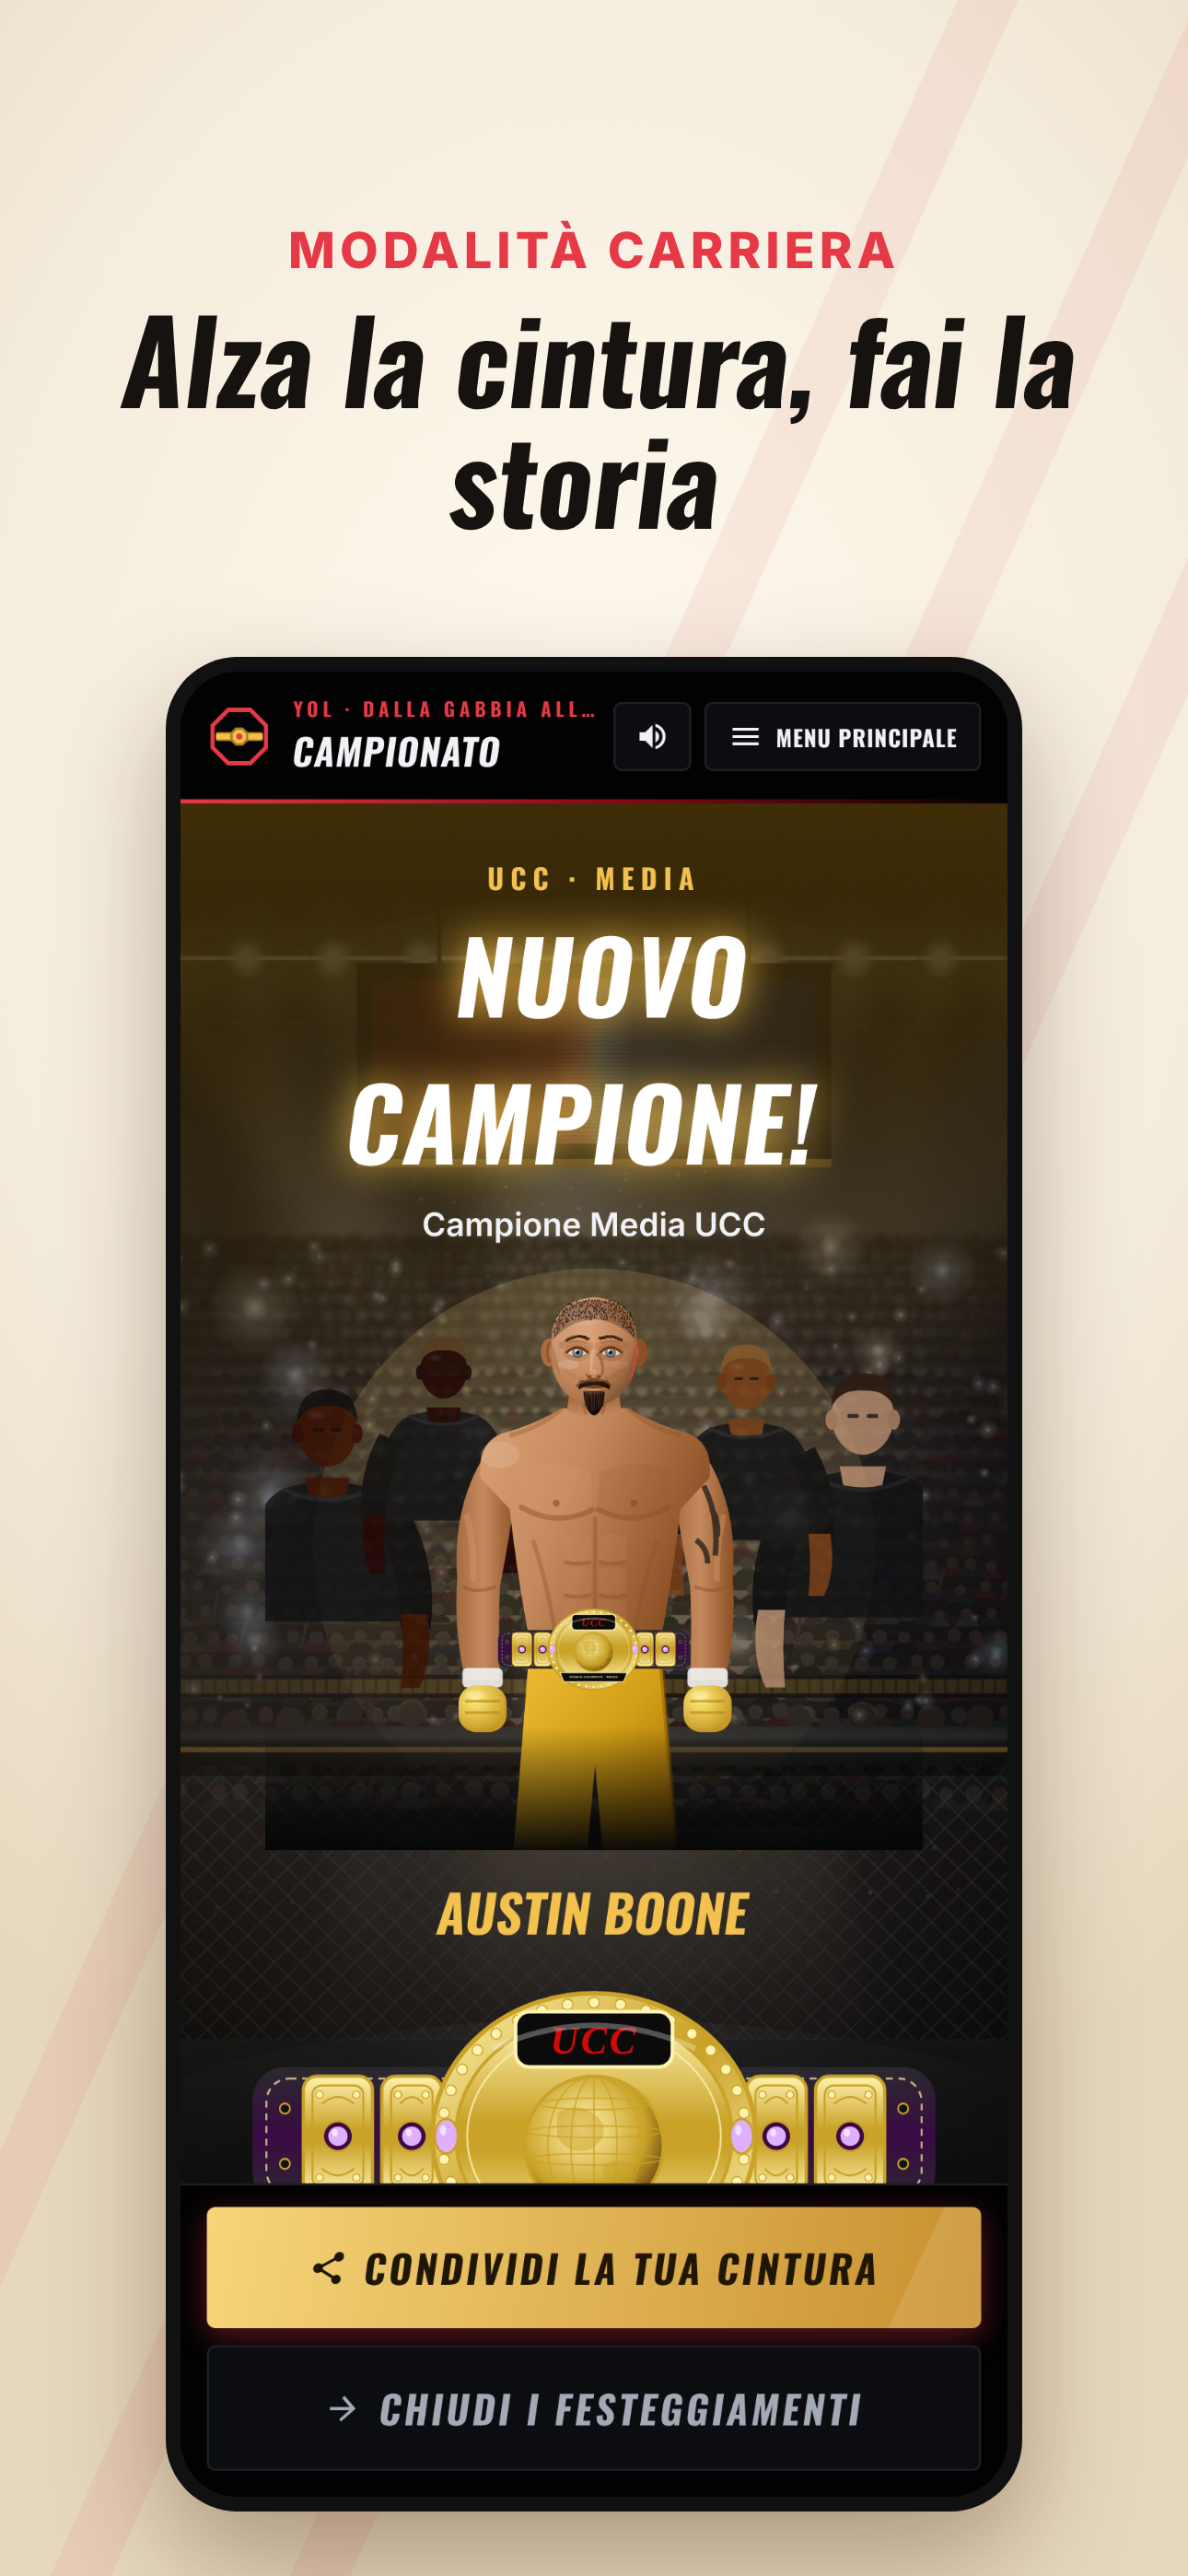 MODALITÀ CARRIERA
Alza la cintura, fai la
storia
YOL · DALLA GABBIA ALL…
CAMPIONATO
MENU PRINCIPALE
UCC · MEDIA
NUOVO
CAMPIONE!
Campione Media UCC
UCC
AUSTIN BOONE
UCC
CONDIVIDI LA TUA CINTURA
CHIUDI I FESTEGGIAMENTI